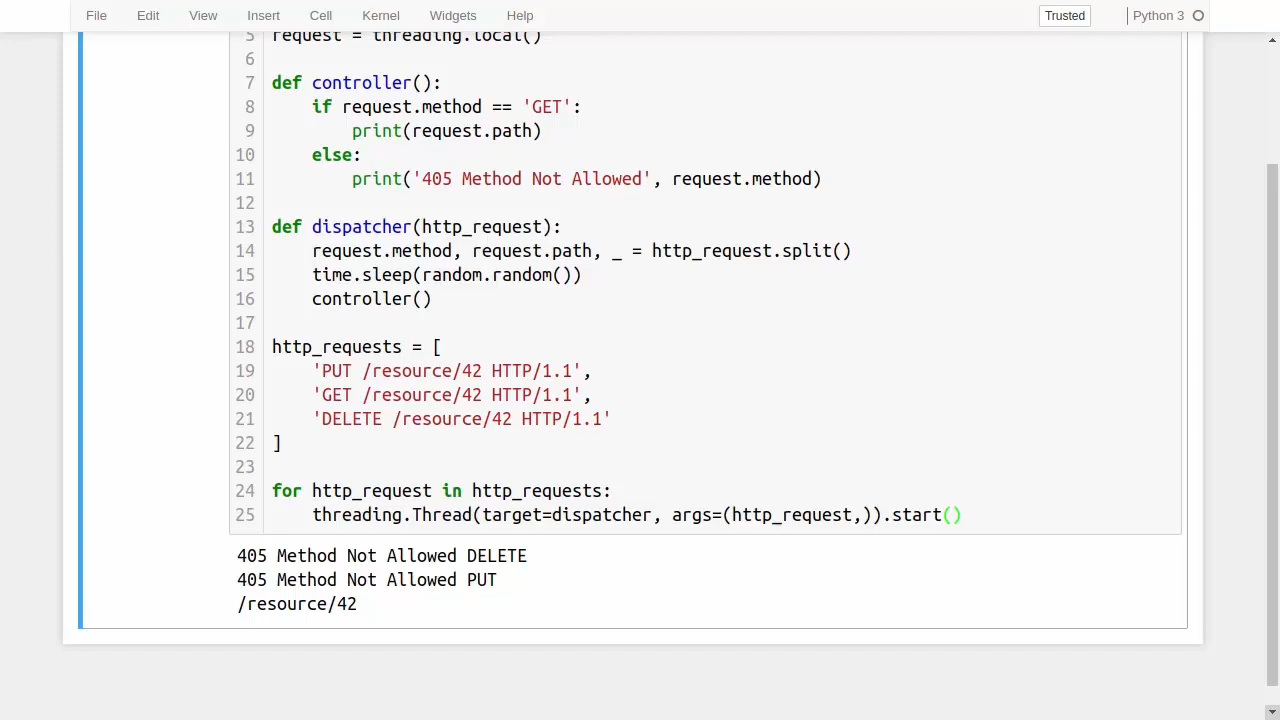 File Edit View Insert Cell Kernel Widgets Help Trusted Python 3
5 request = threading.local()
6
7 def controller():
8 if request.method == 'GET':
9 print(request.path)
10 else:
11 print('405 Method Not Allowed', request.method)
12
13 def dispatcher(http_request):
14 request.method, request.path, _ = http_request.split()
15 time.sleep(random.random())
16 controller()
17
18 http_requests = [
19 'PUT /resource/42 HTTP/1.1',
20 'GET /resource/42 HTTP/1.1',
21 'DELETE /resource/42 HTTP/1.1'
22 ]
23
24 for http_request in http_requests:
25 threading.Thread(target=dispatcher, args=(http_request,)).start()
405 Method Not Allowed DELETE
405 Method Not Allowed PUT
/resource/42